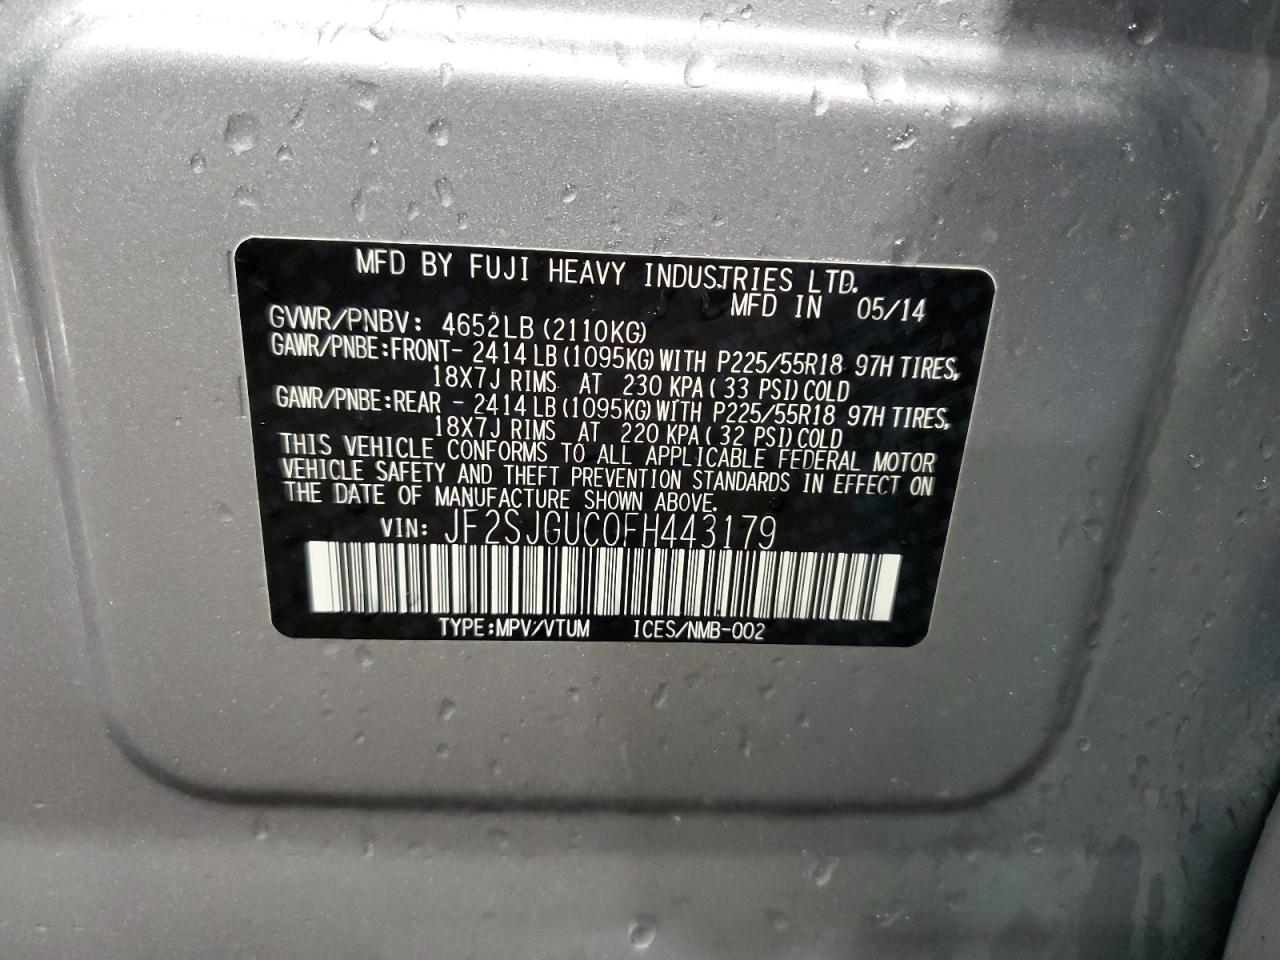 MFD BY FUJI HEAVY INDUSTRIES LTD.
MFD IN 05/14
GVWR/PNBV: 4652LB (2110KG)
GAWR/PNBE:FRONT- 2414LB (1095KG) WITH P225/55R18 97H TIRES,
18X7J RIMS AT 230 KPA ( 33 PSI) COLD
GAWR/PNBE:REAR - 2414LB (1095KG) WITH P225/55R18 97H TIRES,
18X7J RIMS AT 220 KPA ( 32 PSI) COLD
THIS VEHICLE CONFORMS TO ALL APPLICABLE FEDERAL MOTOR
VEHICLE SAFETY AND THEFT PREVENTION STANDARDS IN EFFECT ON
THE DATE OF MANUFACTURE SHOWN ABOVE.
VIN: JF2SJGUC0FH443179
TYPE:MPV/VTUM ICES/NMB-002